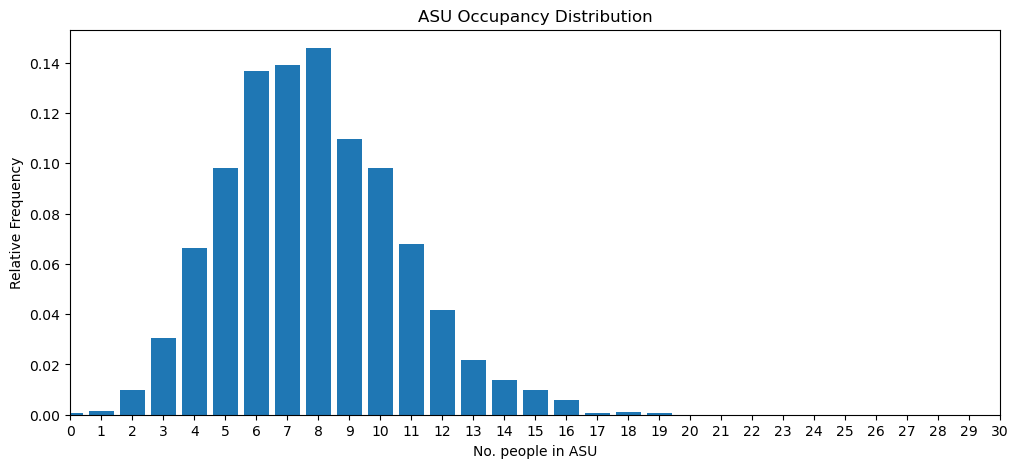 ASU Occupancy Distribution
Relative Frequency
0.14
0.12
0.10
0.08
0.06
0.04
0.02
0.00
0 1 2 3 4 5 6 7 8 9 10 11 12 13 14 15 16 17 18 19 20 21 22 23 24 25 26 27 28 29 30
No. people in ASU